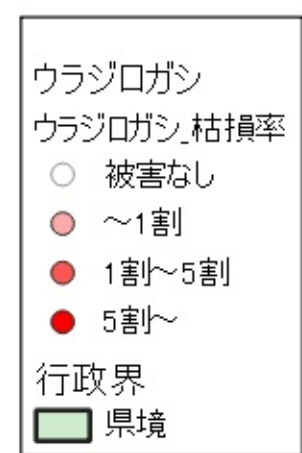 ウラジロガシ
ウラジロガシ_枯損率
被害なし
～1割
1割～5割
5割～
行政界
県境